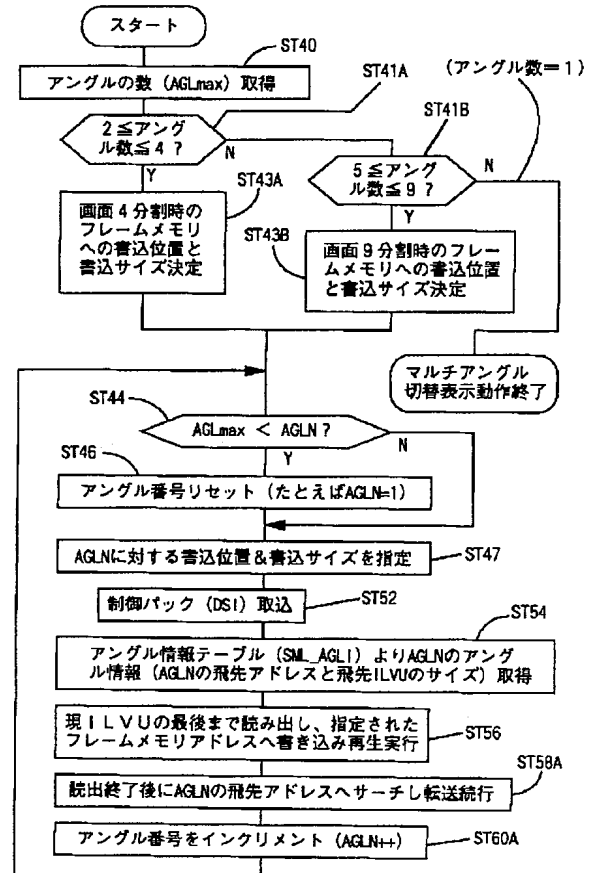 スタート
ST40
アングルの数（AGLmax）取得
ST41A
（アングル数＝１）
２≦アング
ル数≦４？
N
Y
ST41B
５≦アング
ル数≦９？
N
Y
ST43A
画面４分割時の
フレームメモリ
への書込位置と
書込サイズ決定
ST43B
画面９分割時のフレー
ムメモリへの書込位置
と書込サイズ決定
マルチアングル
切替表示動作終了
ST44
AGLmax < AGLN？
N
Y
ST46
アングル番号リセット（たとえばAGLN=1）
AGLNに対する書込位置＆書込サイズを指定
ST47
制御パック（DSI）取込
ST52
ST54
アングル情報テーブル（SML_AGLI）よりAGLNのアング
ル情報（AGLNの飛先アドレスと飛先ILVUのサイズ）取得
現ＩＬＶＵの最後まで読み出し、指定された
フレームメモリアドレスへ書き込み再生実行
ST56
読出終了後にAGLNの飛先アドレスへサーチし転送続行
ST58A
アングル番号をインクリメント（AGLN++）
ST60A